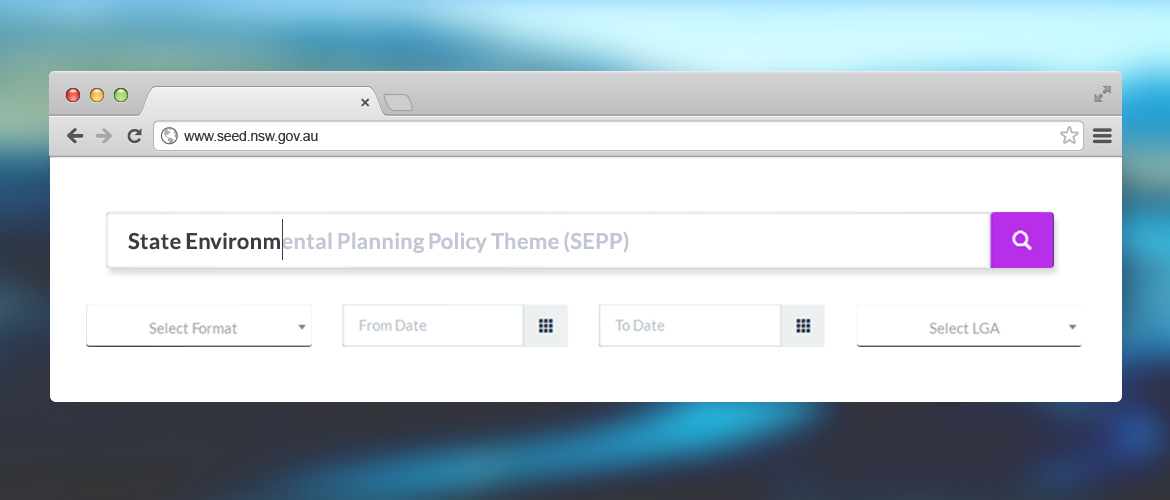 www.seed.nsw.gov.au
State Environmental Planning Policy Theme (SEPP)
Select Format From Date To Date Select LGA